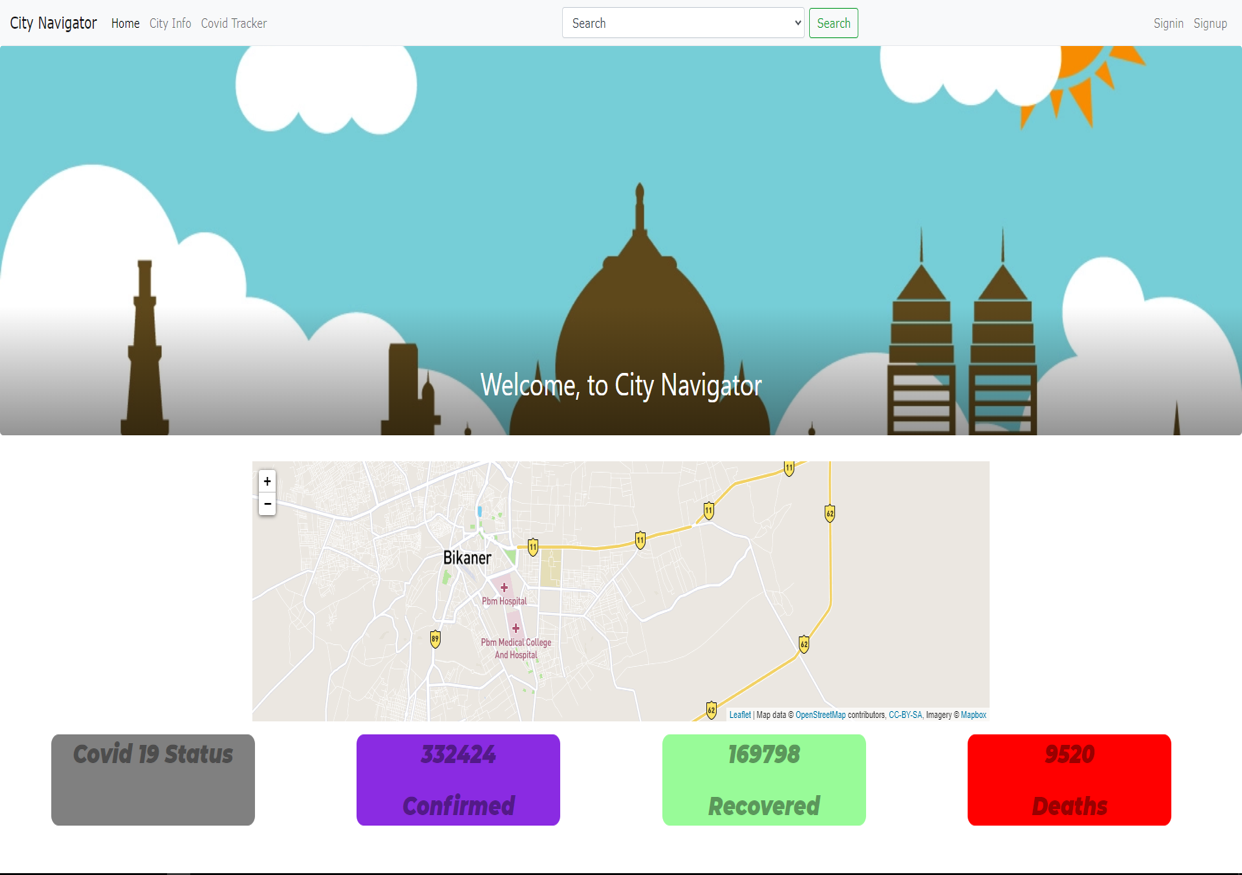 City Navigator Home City Info Covid Tracker Search Search Signin Signup
Welcome, to City Navigator
+
−
11
11
62
11
11
Bikaner
Pbm Hospital
89
Pbm Medical College
And Hospital
62
62
Leaflet | Map data © OpenStreetMap contributors, CC-BY-SA, Imagery © Mapbox
Covid 19 Status
332424
Confirmed
169798
Recovered
9520
Deaths